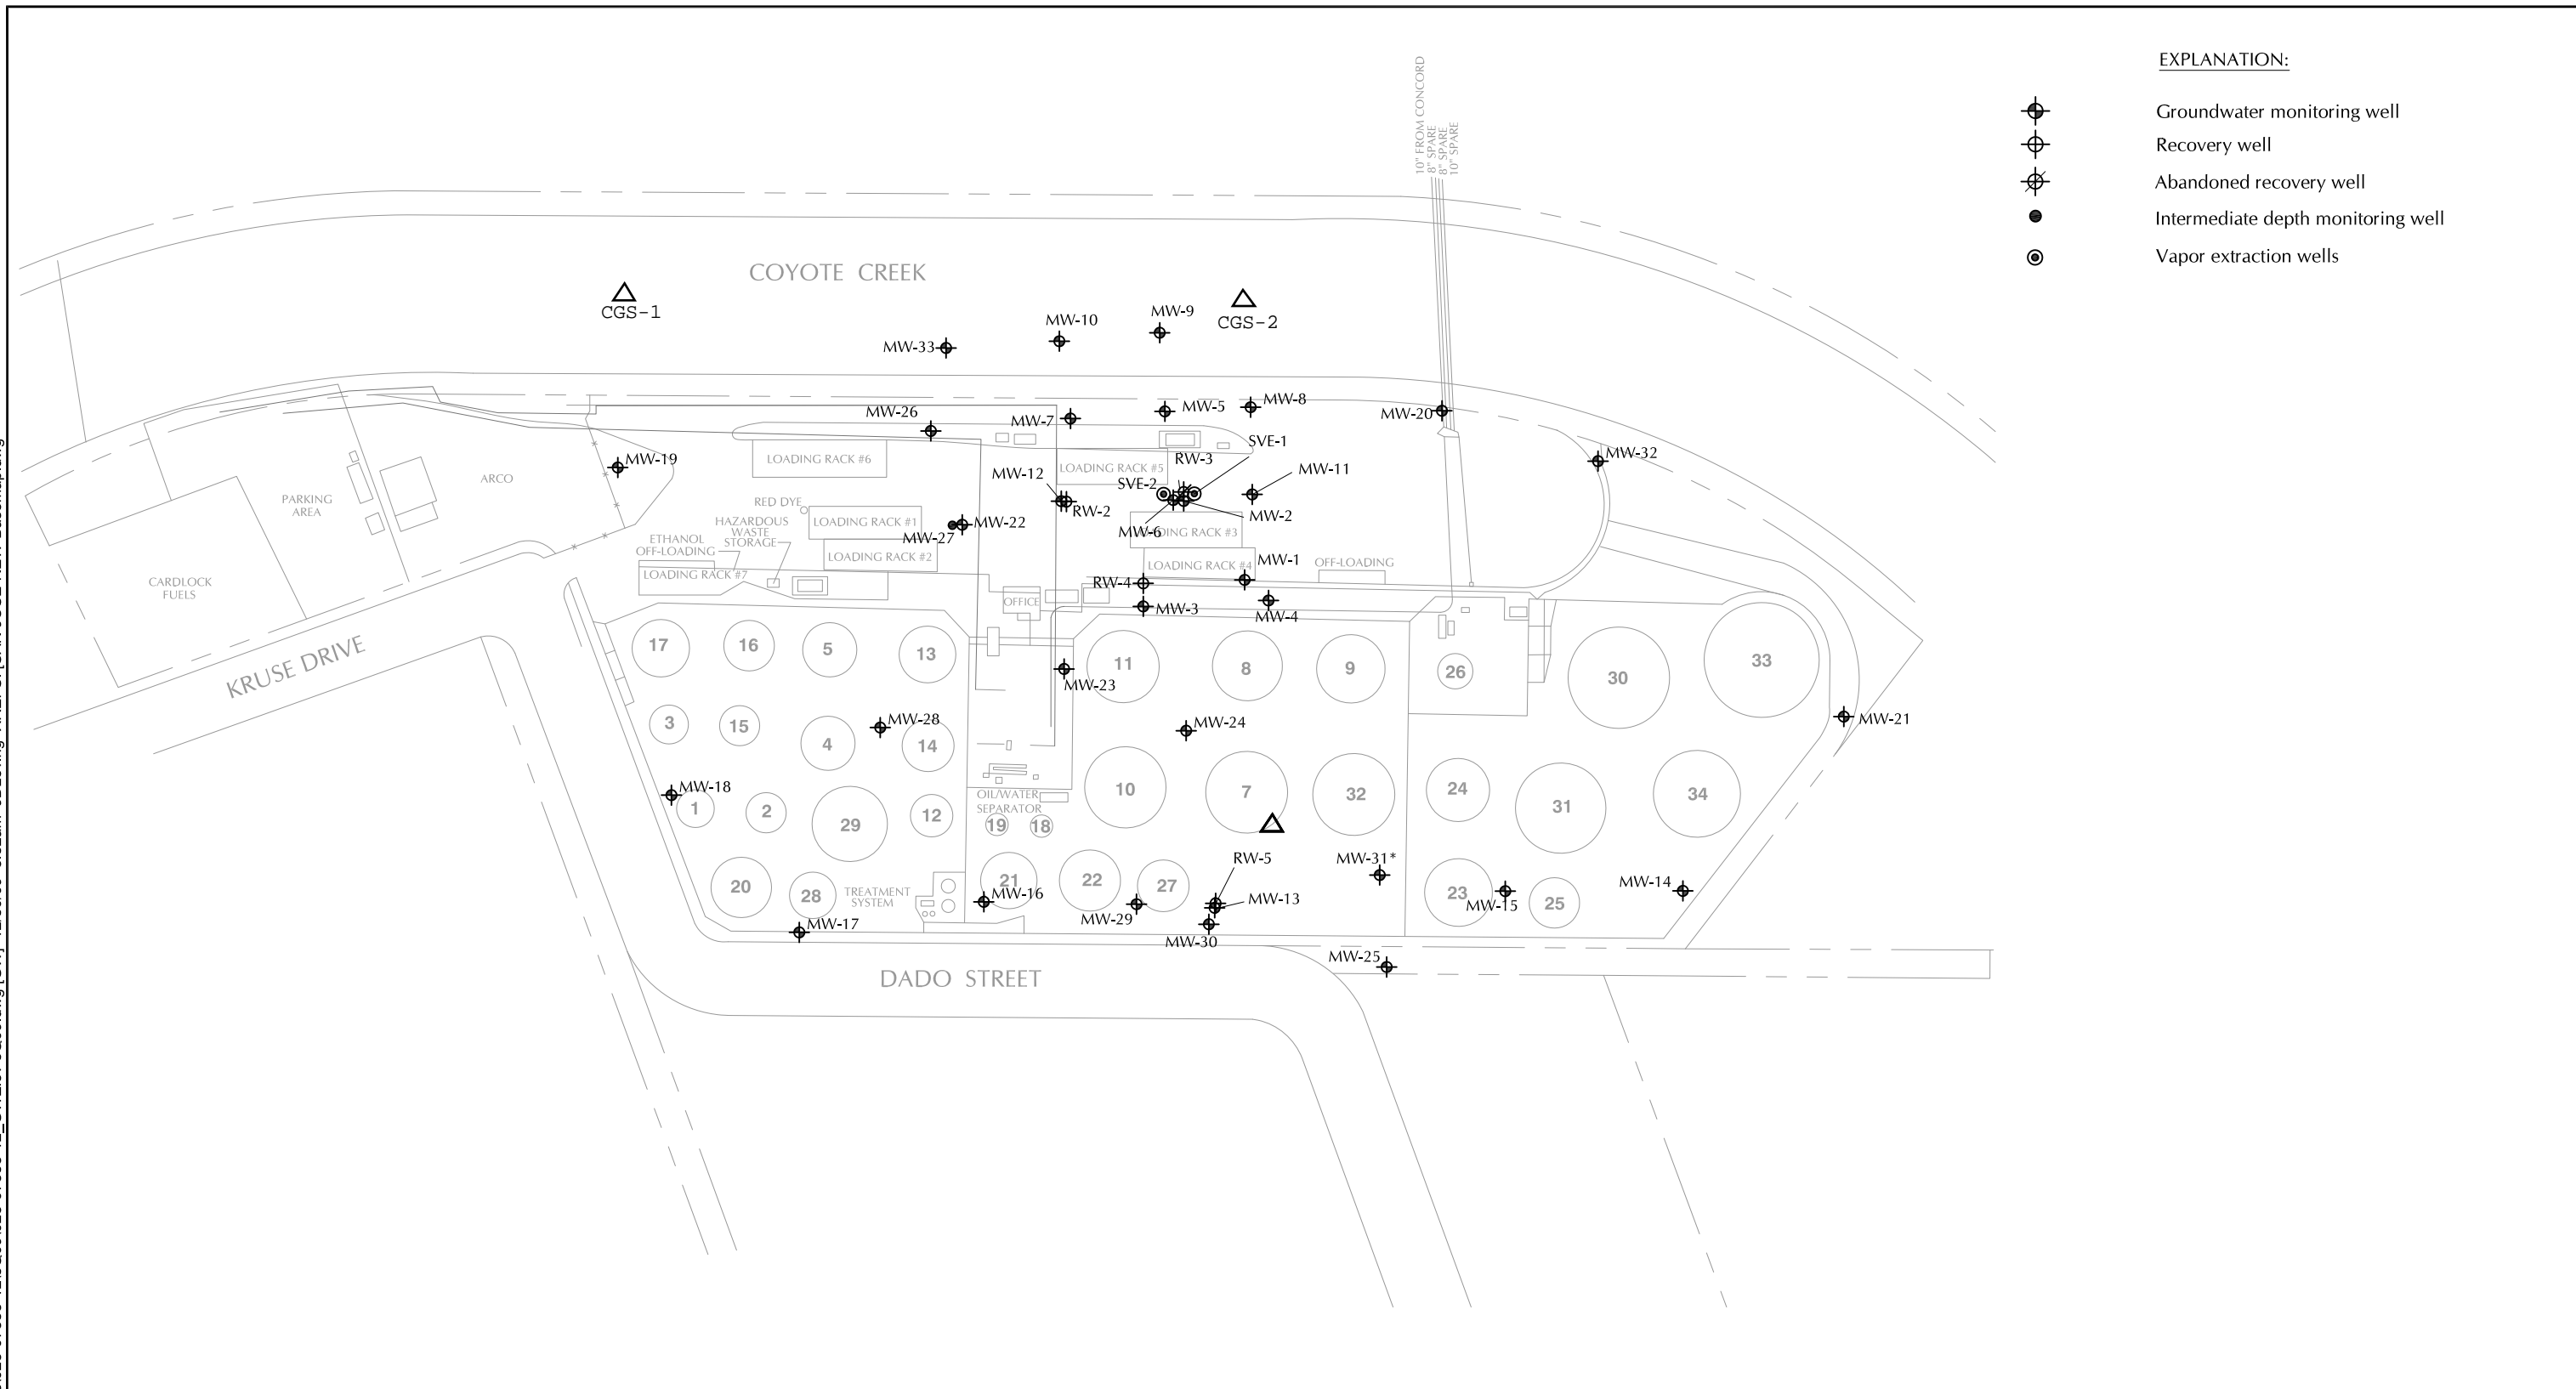 EXPLANATION:
Groundwater monitoring well
Recovery well
Abandoned recovery well
Intermediate depth monitoring well
Vapor extraction wells
10" FROM CONCORD
8" SPARE
8" SPARE
10" SPARE
COYOTE CREEK
CGS-1
CGS-2
MW-9
MW-10
MW-33
MW-26
MW-7
MW-5
MW-8
MW-20
SVE-1
MW-19
LOADING RACK #6
MW-12
LOADING RACK #5
RW-3
MW-11
MW-32
ARCO
PARKING
AREA
SVE-2
RED DYE
RW-2
MW-2
HAZARDOUS
WASTE
STORAGE
LOADING RACK #1
MW-22
MW-27
MW-6
LOADING RACK #3
ETHANOL
OFF-LOADING
LOADING RACK #2
MW-1
LOADING RACK #4
OFF-LOADING
LOADING RACK #7
CARDLOCK
FUELS
RW-4
OFFICE
MW-3
MW-4
KRUSE DRIVE
17
16
5
13
11
8
9
26
30
33
MW-23
3
15
4
MW-28
14
MW-24
MW-21
MW-18
1
2
29
12
OIL/WATER
SEPARATOR
19
18
10
7
32
24
31
34
20
28
TREATMENT
SYSTEM
21
MW-16
22
27
RW-5
MW-31*
23
MW-15
25
MW-14
MW-17
MW-29
MW-13
MW-30
DADO STREET
MW-25